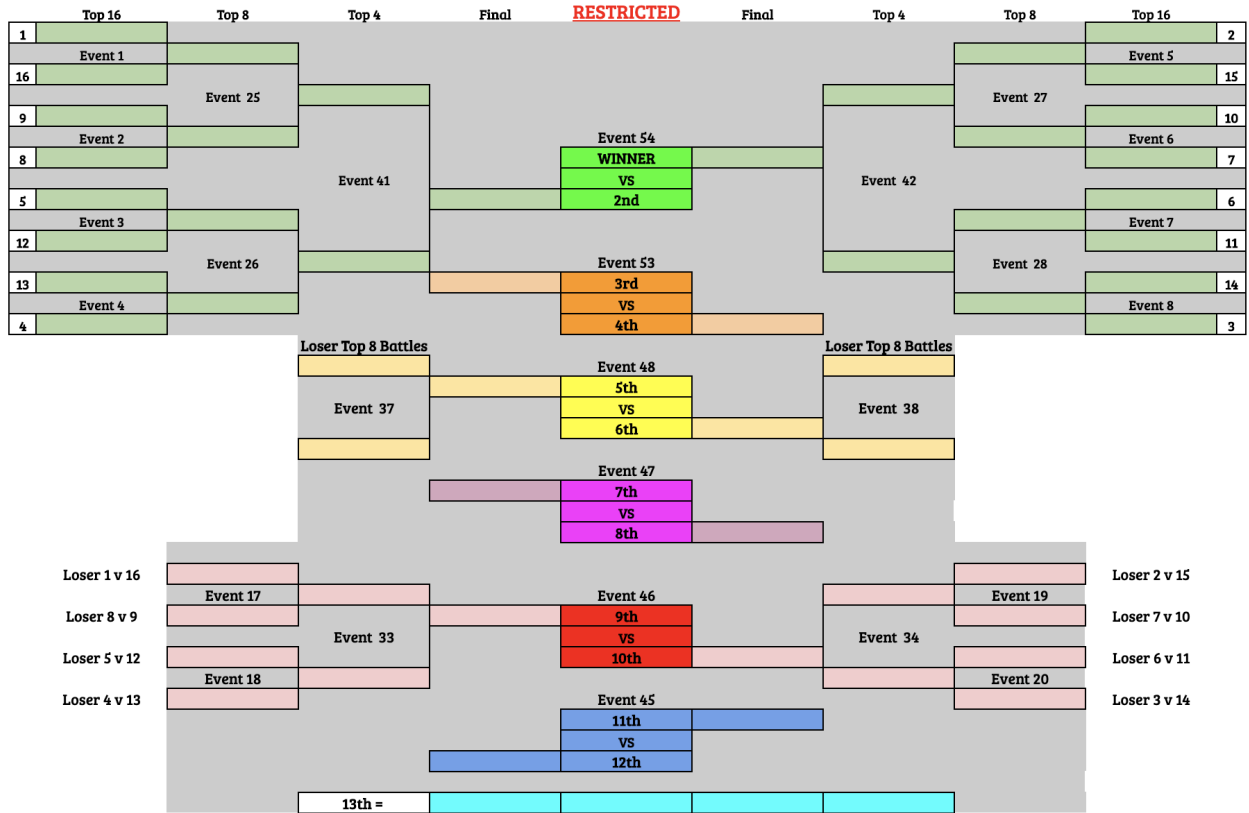 Top 16 Top 8 Top 4 Final RESTRICTED Final Top 4 Top 8 Top 16
1 2
Event 1 Event 5
16 15
Event 25 Event 27
9 10
Event 2 Event 54 Event 6
8 WINNER 7
Event 41 VS Event 42
5 2nd 6
Event 3 Event 7
12 11
Event 26 Event 53 Event 28
13 3rd 14
Event 4 VS Event 8
4 4th 3
Loser Top 8 Battles Loser Top 8 Battles
Event 48
5th
Event 37 VS Event 38
6th
Event 47
7th
VS
8th
Loser 1 v 16 Loser 2 v 15
Event 17 Event 46 Event 19
Loser 8 v 9 9th Loser 7 v 10
Event 33 VS Event 34
Loser 5 v 12 10th Loser 6 v 11
Event 18 Event 20
Loser 4 v 13 Event 45 Loser 3 v 14
11th
VS
12th
13th =